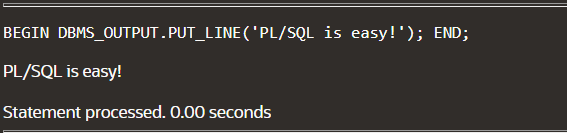 BEGIN DBMS_OUTPUT.PUT_LINE('PL/SQL is easy!'); END;
PL/SQL is easy!
Statement processed. 0.00 seconds